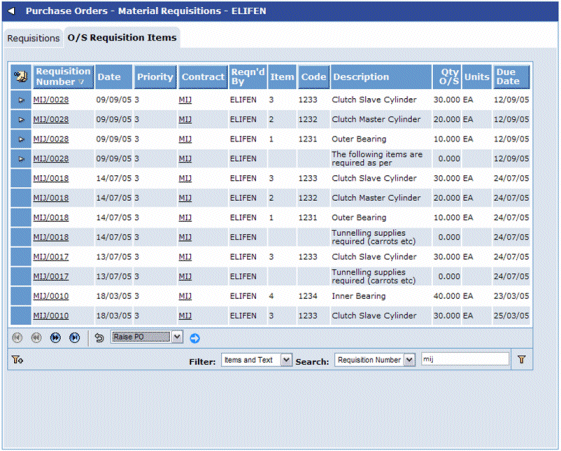 Purchase Orders - Material Requisitions - ELIFEN
Requisitions O/S Requisition Items
Requisition Number Date Priority Contract Reqn'd By Item Code Description Qty O/S Units Due Date
MIJ/0028 09/09/05 3 MIJ ELIFEN 3 1233 Clutch Slave Cylinder 30.000 EA 12/09/05
MIJ/0028 09/09/05 3 MIJ ELIFEN 2 1232 Clutch Master Cylinder 20.000 EA 12/09/05
MIJ/0028 09/09/05 3 MIJ ELIFEN 1 1231 Outer Bearing 10.000 EA 12/09/05
MIJ/0028 09/09/05 3 MIJ ELIFEN The following items are required as per 0.000 12/09/05
MIJ/0018 14/07/05 3 MIJ ELIFEN 3 1233 Clutch Slave Cylinder 30.000 EA 24/07/05
MIJ/0018 14/07/05 3 MIJ ELIFEN 2 1232 Clutch Master Cylinder 20.000 EA 24/07/05
MIJ/0018 14/07/05 3 MIJ ELIFEN 1 1231 Outer Bearing 10.000 EA 24/07/05
MIJ/0018 14/07/05 3 MIJ ELIFEN Tunnelling supplies required (carrots etc) 0.000 24/07/05
MIJ/0017 13/07/05 3 MIJ ELIFEN 3 1233 Clutch Slave Cylinder 30.000 EA 24/07/05
MIJ/0017 13/07/05 3 MIJ ELIFEN Tunnelling supplies required (carrots etc) 0.000 24/07/05
MIJ/0010 18/03/05 3 MIJ ELIFEN 4 1234 Inner Bearing 40.000 EA 23/03/05
MIJ/0010 18/03/05 3 MIJ ELIFEN 3 1233 Clutch Slave Cylinder 30.000 EA 25/03/05
Raise PO
Filter: Items and Text Search: Requisition Number mij